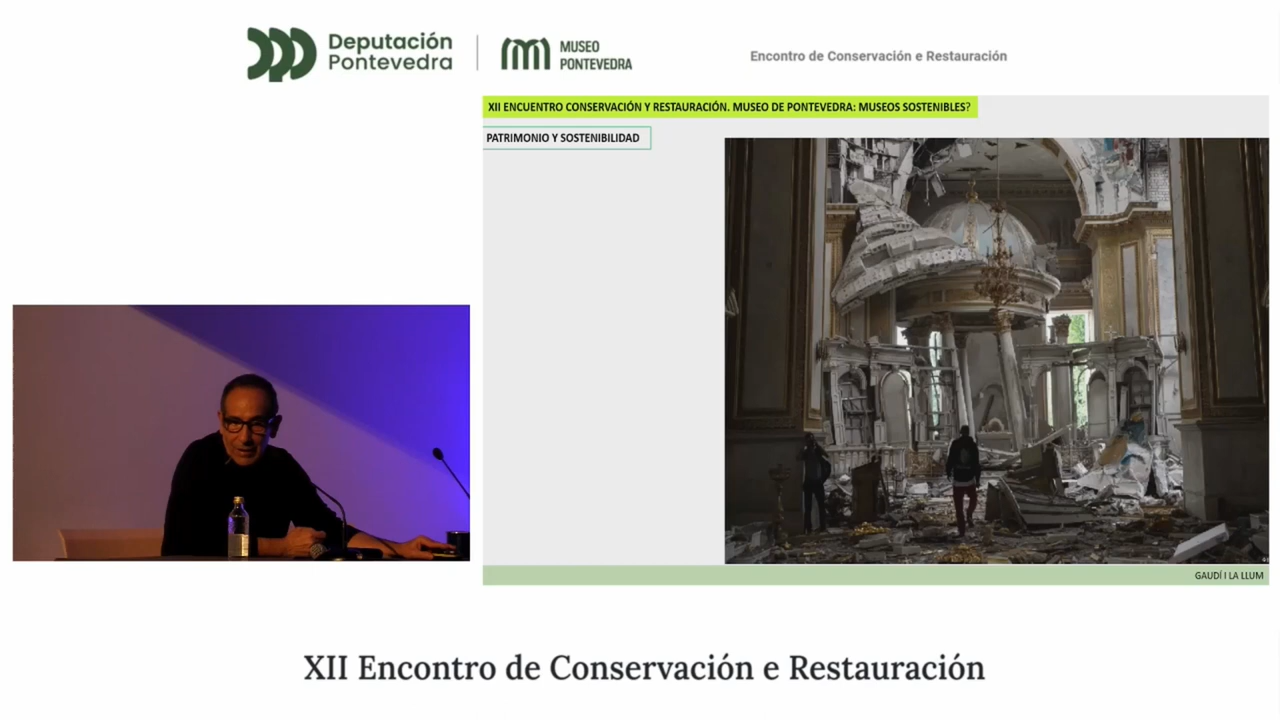 Deputación
Pontevedra
MUSEO
PONTEVEDRA
Encontro de Conservación e Restauración
XII ENCUENTRO CONSERVACIÓN Y RESTAURACIÓN. MUSEO DE PONTEVEDRA: MUSEOS SOSTENIBLES?
PATRIMONIO Y SOSTENIBILIDAD
GAUDÍ I LA LLUM
XII Encontro de Conservación e Restauración